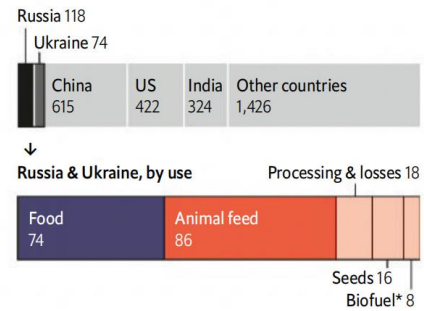 Russia 118
Ukraine 74
China
615
US
422
India
324
Other countries
1,426
Russia & Ukraine, by use
Processing & losses 18
Food
74
Animal feed
86
Seeds 16
Biofuel* 8